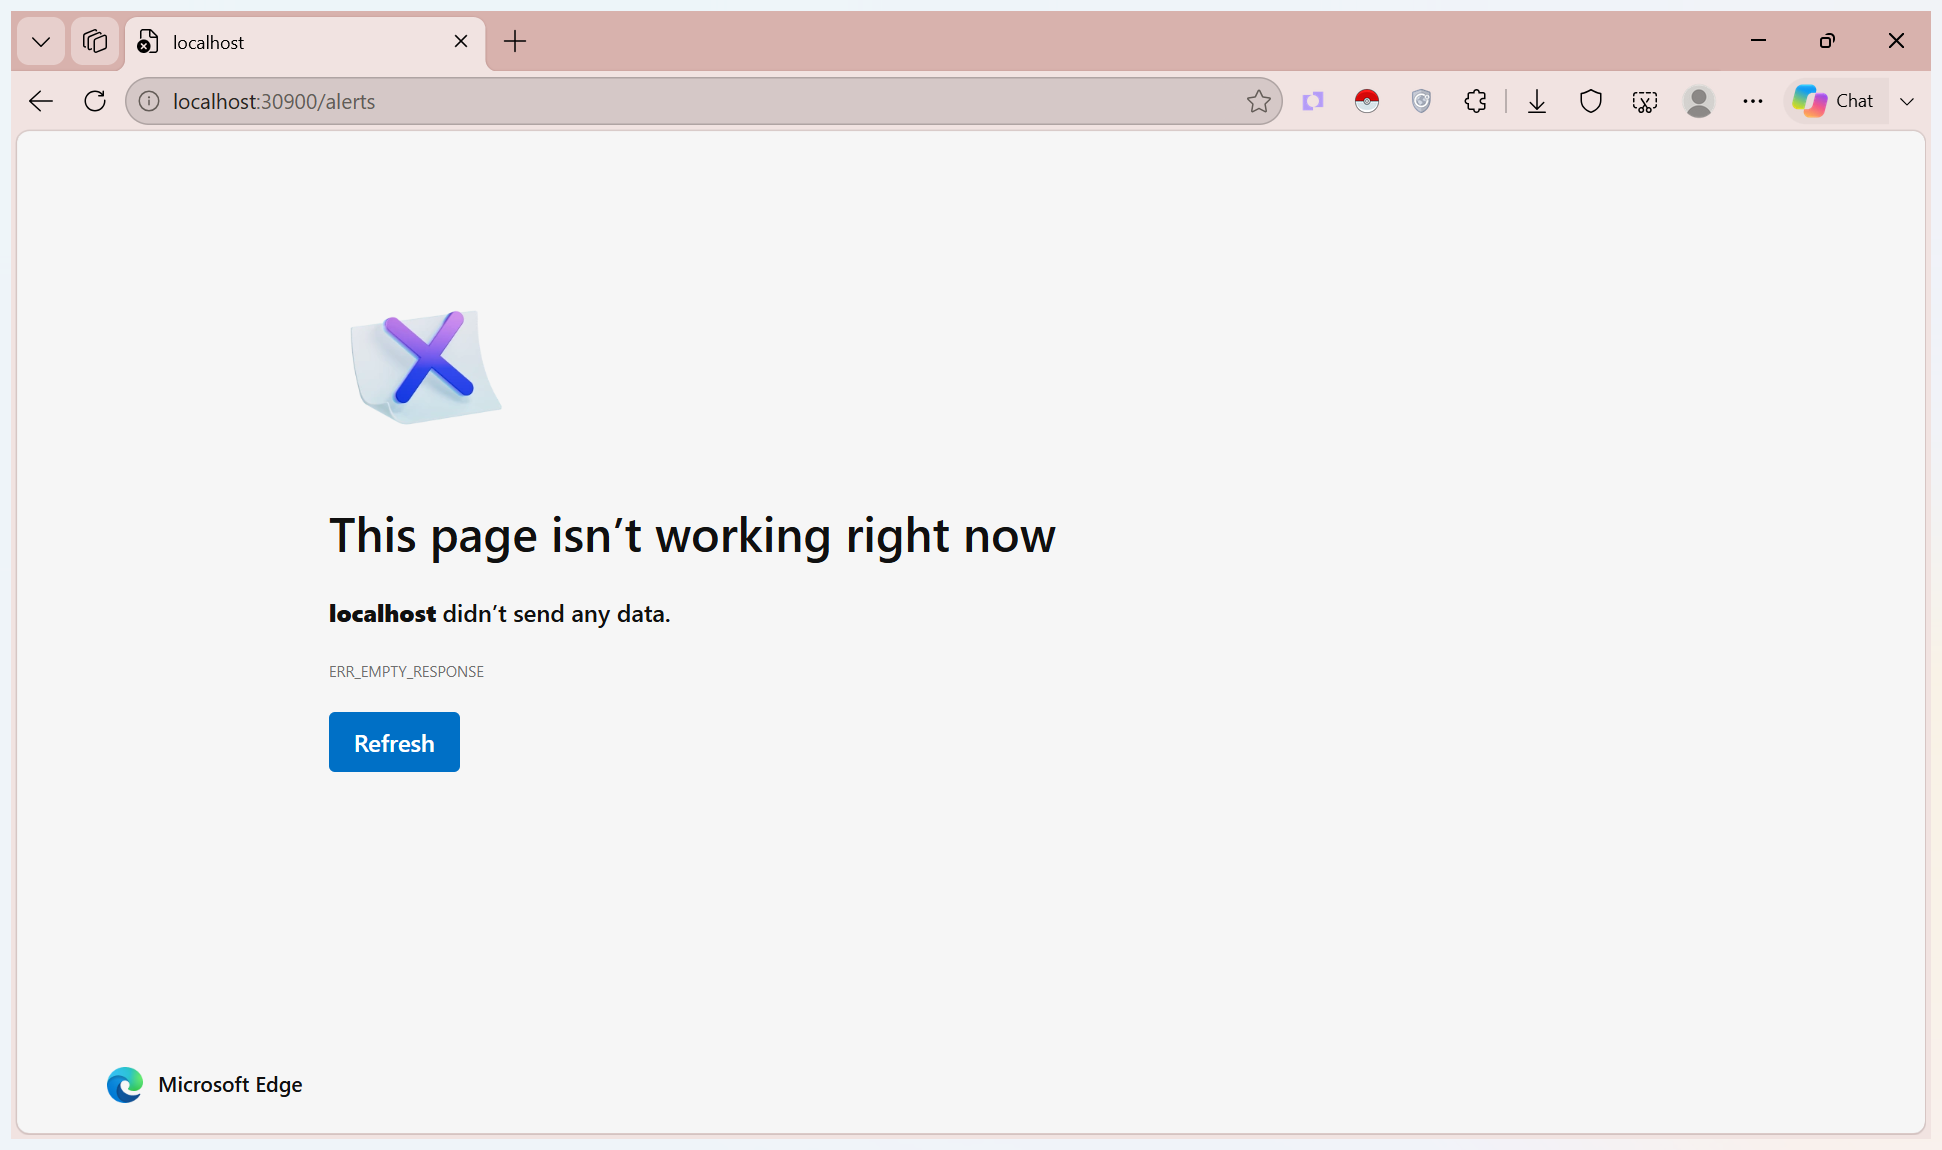 localhost
localhost:30900/alerts
Chat
This page isn’t working right now
localhost didn’t send any data.
ERR_EMPTY_RESPONSE
Refresh
Microsoft Edge